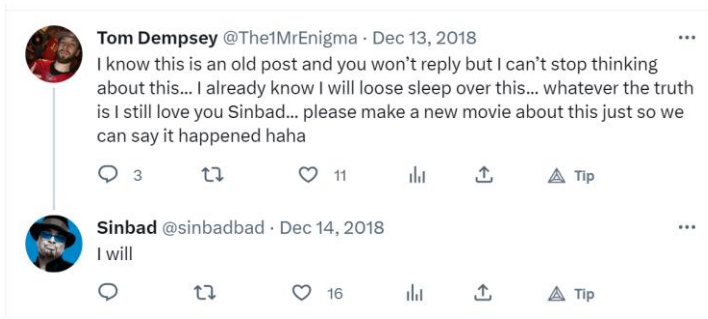 Tom Dempsey @The1MrEnigma · Dec 13, 2018
I know this is an old post and you won’t reply but I can’t stop thinking
about this... I already know I will loose sleep over this... whatever the truth
is I still love you Sinbad... please make a new movie about this just so we
can say it happened haha
3 11 Tip
Sinbad @sinbadbad · Dec 14, 2018
I will
16 Tip